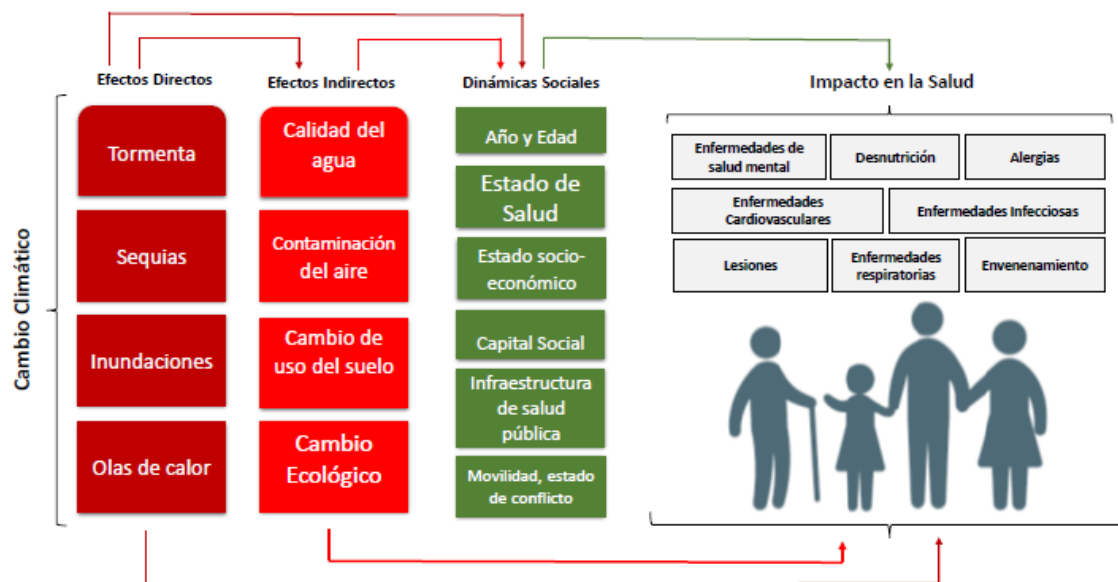 Efectos Directos
Efectos Indirectos
Dinámicas Sociales
Impacto en la Salud
Cambio Climático
Tormenta
Sequias
Inundaciones
Olas de calor
Calidad del
agua
Contaminación
del aire
Cambio de
uso del suelo
Cambio
Ecológico
Año y Edad
Estado de
Salud
Estado socio-
económico
Capital Social
Infraestructura
de salud
pública
Movilidad, estado
de conflicto
Enfermedades de
salud mental
Desnutrición
Alergias
Enfermedades
Cardiovasculares
Enfermedades Infecciosas
Lesiones
Enfermedades
respiratorias
Envenenamiento